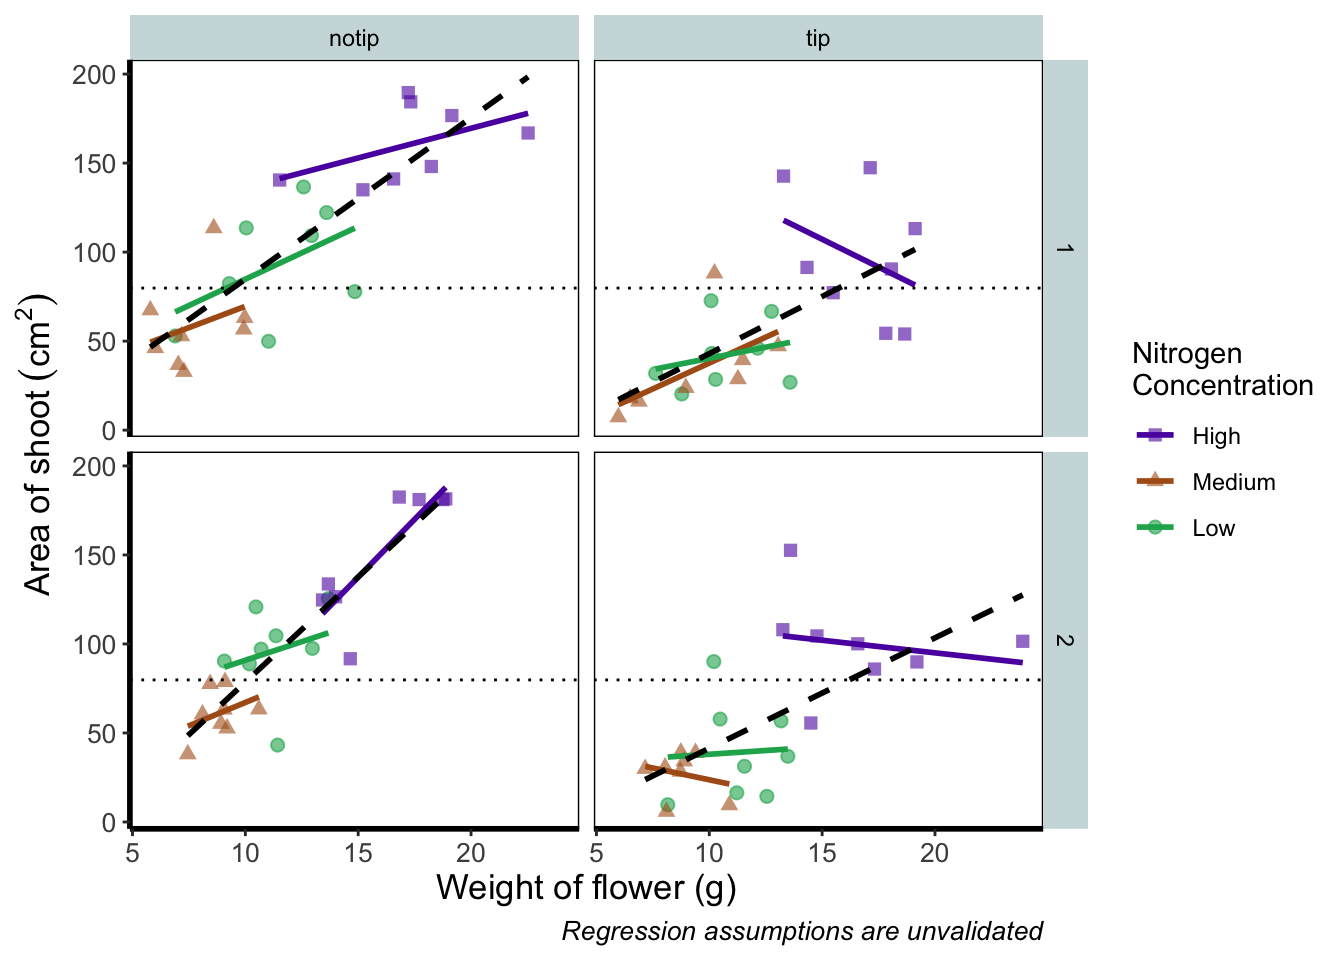 notip
tip
200
150
100
50
0
1
200
150
100
50
0
2
Area of shoot (cm²)
5
10
15
20
5
10
15
20
Weight of flower (g)
Regression assumptions are unvalidated
Nitrogen
Concentration
High
Medium
Low